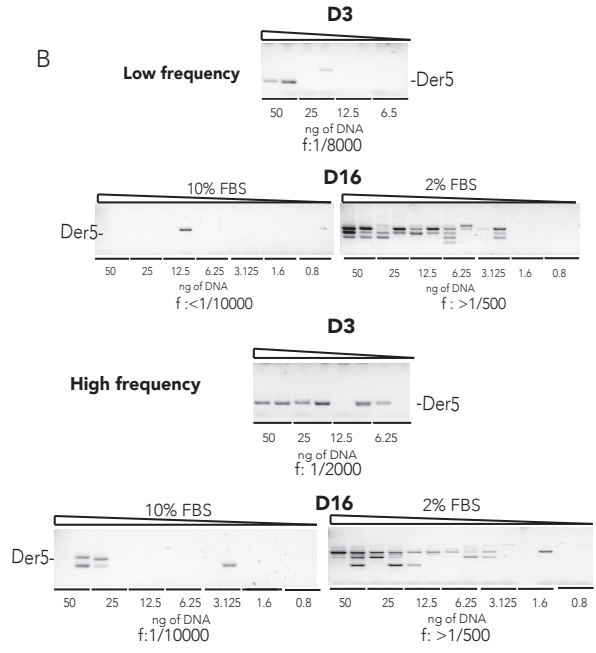 B
D3
Low frequency
-Der5
50 25 12.5 6.5
ng of DNA
f:1/8000
D16
10% FBS 2% FBS
Der5-
50 25 12.5 6.25 3.125 1.6 0.8 50 25 12.5 6.25 3.125 1.6 0.8
ng of DNA ng of DNA
f :<1/10000 f : >1/500
D3
High frequency
-Der5
50 25 12.5 6.25
ng of DNA
f: 1/2000
D16
10% FBS 2% FBS
Der5-
50 25 12.5 6.25 3.125 1.6 0.8 50 25 12.5 6.25 3.125 1.6 0.8
ng of DNA ng of DNA
f:1/10000 f: >1/500